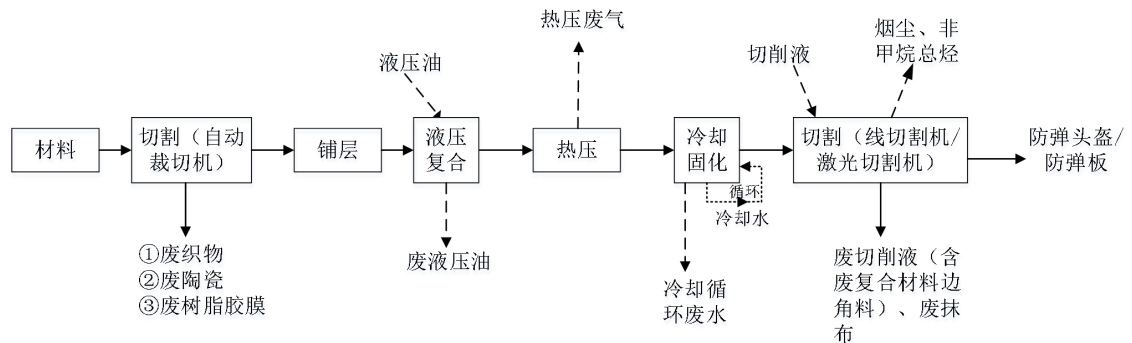 热压废气
烟尘、非
甲烷总烃
液压油
切削液
材料
切割（自动
裁切机）
铺层
液压
复合
热压
冷却
固化
切割（线切割机/
激光切割机）
防弹头盔/
防弹板
循环
冷却水
①废织物
②废陶瓷
③废树脂胶膜
废液压油
冷却循
环废水
废切削液（含
废复合材料边
角料）、废抹
布